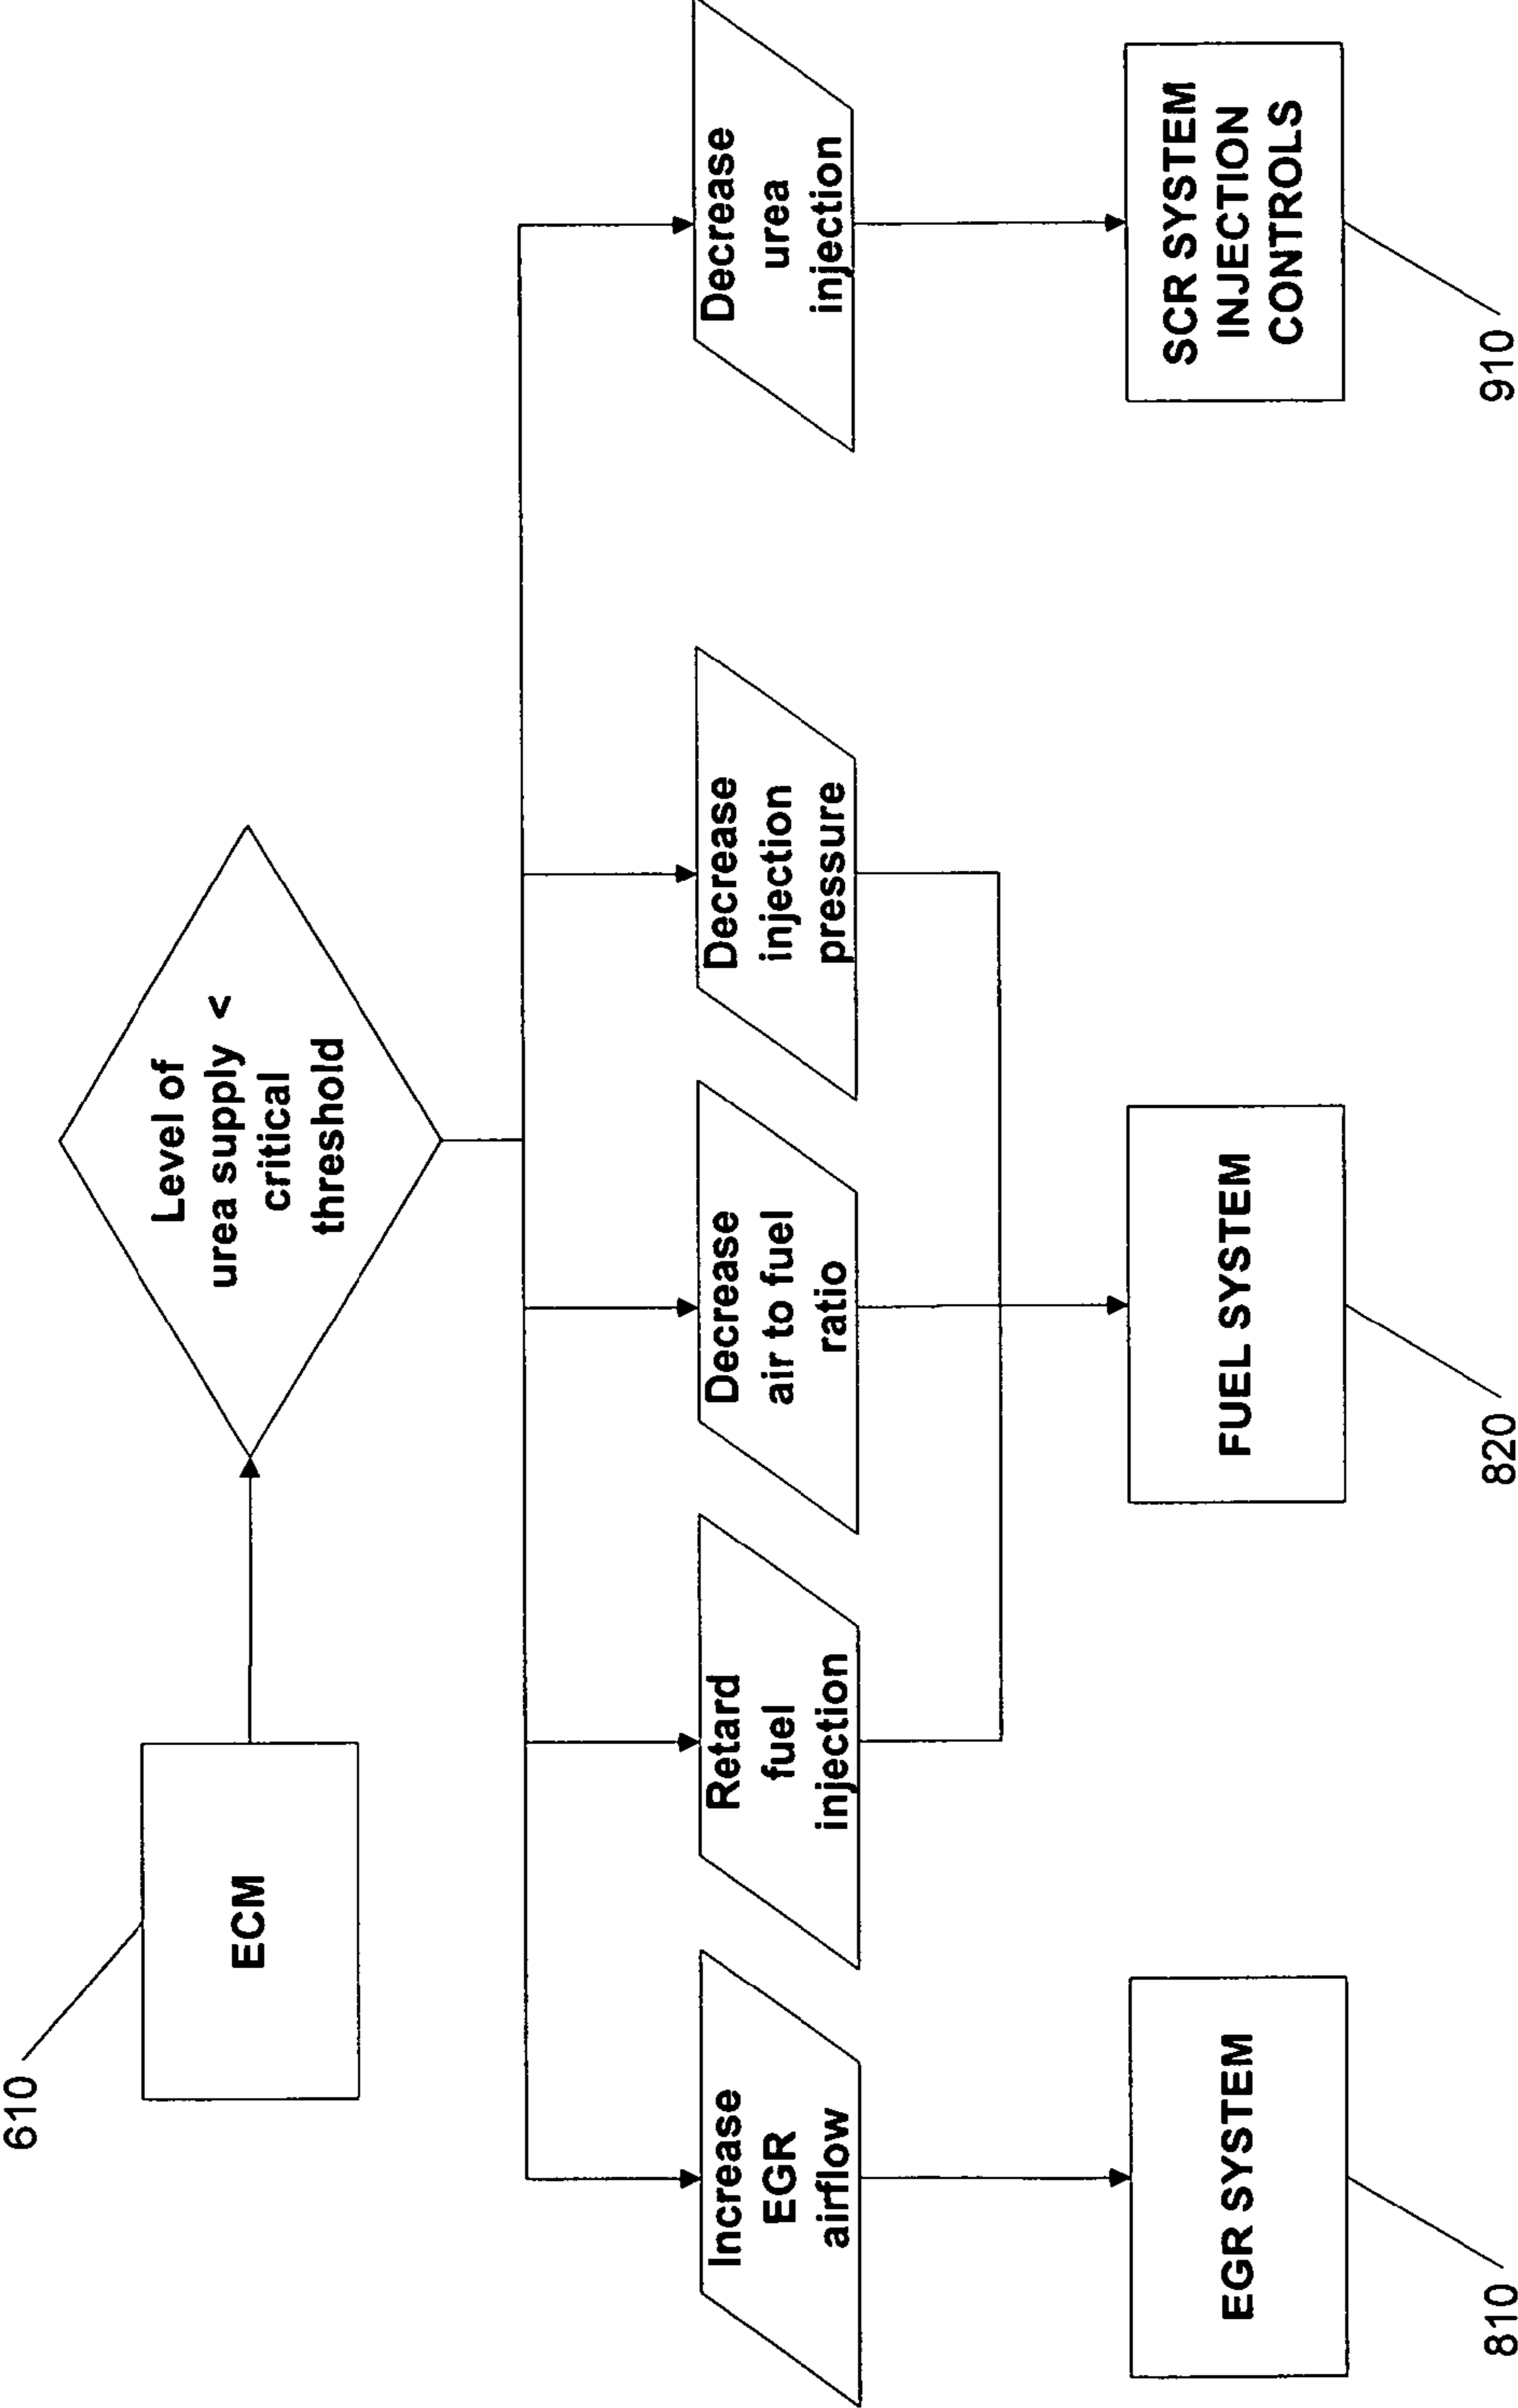 610
ECM
Level of
urea supply <
critical
threshold
Increase
EGR
airflow
Retard
fuel
injection
Decrease
air to fuel
ratio
Decrease
injection
pressure
Decrease
urea
injection
EGR SYSTEM
810
FUEL SYSTEM
820
SCR SYSTEM
INJECTION
CONTROLS
910